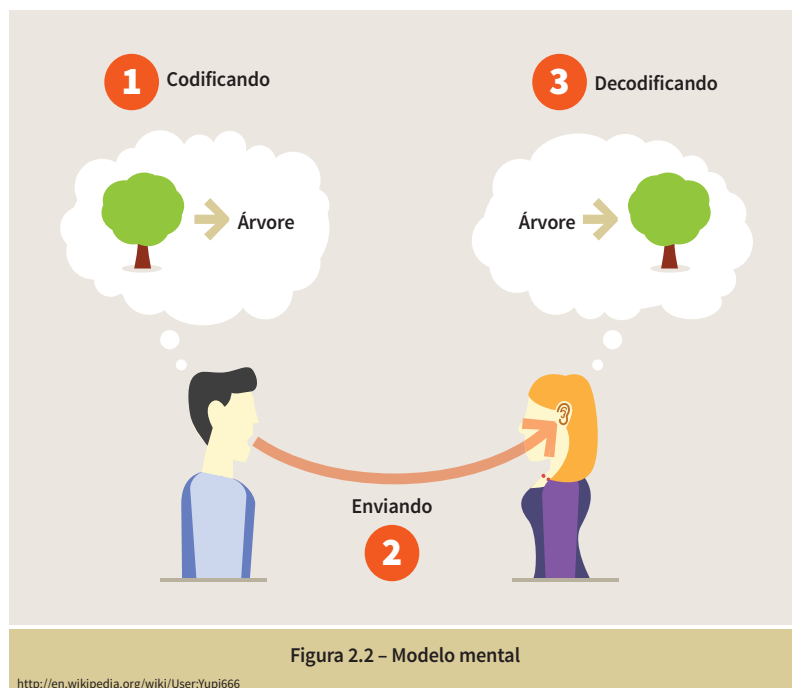 1 Codificando
3 Decodificando
Árvore
Árvore
Enviando
2
Figura 2.2 – Modelo mental
http://en.wikipedia.org/wiki/User:Yupi666